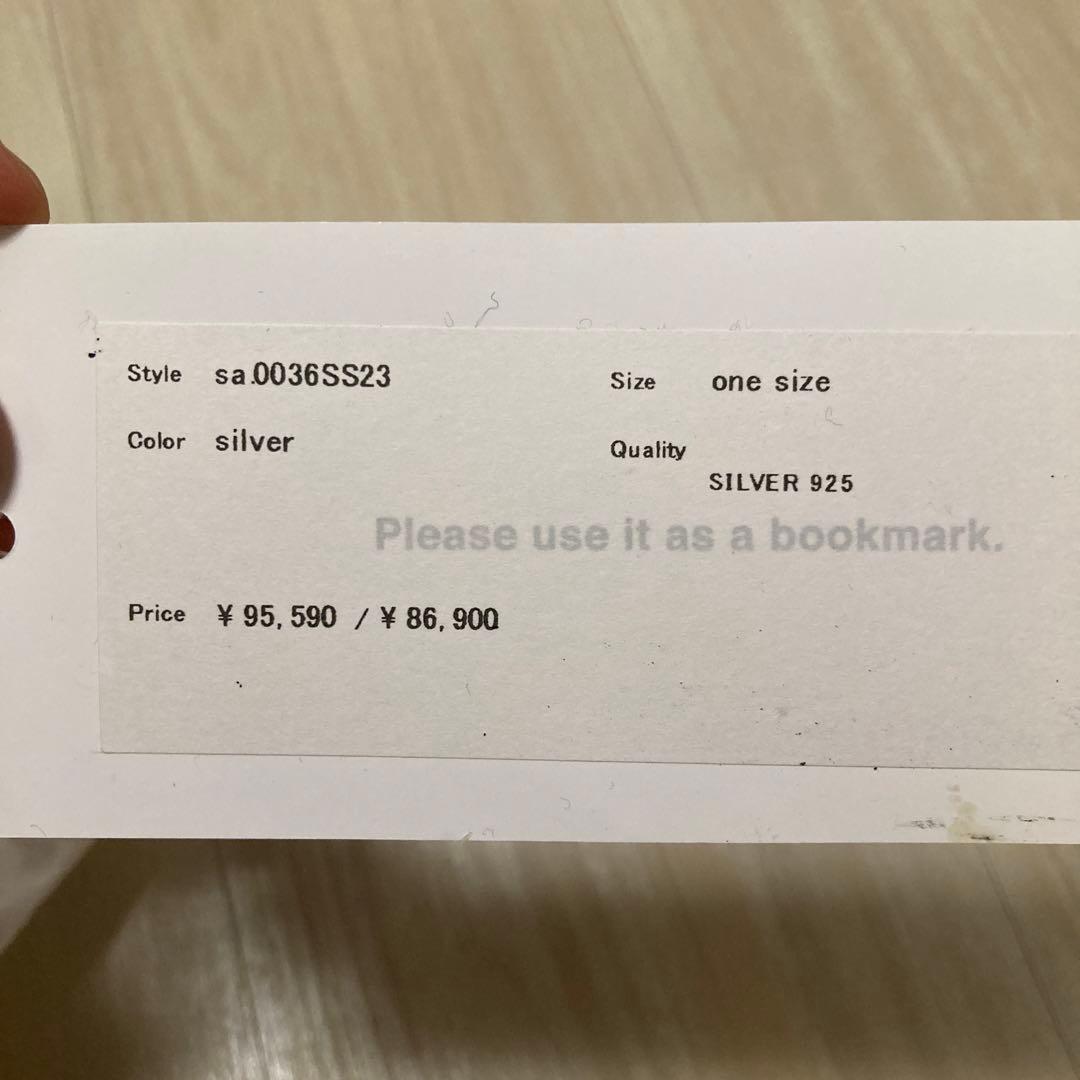 Style sa.0036SS23 Size one size
Color silver Quality
SILVER 925
Please use it as a bookmark.
Price ¥ 95,590 / ¥ 86,900